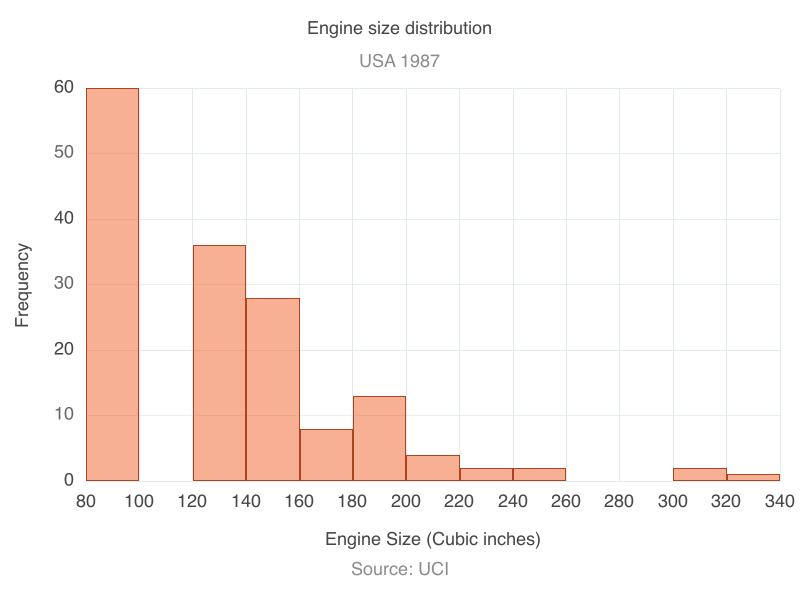 Engine size distribution
USA 1987
60
50
40
30
20
10
0
Frequency
80 100 120 140 160 180 200 220 240 260 280 300 320 340
Engine Size (Cubic inches)
Source: UCI